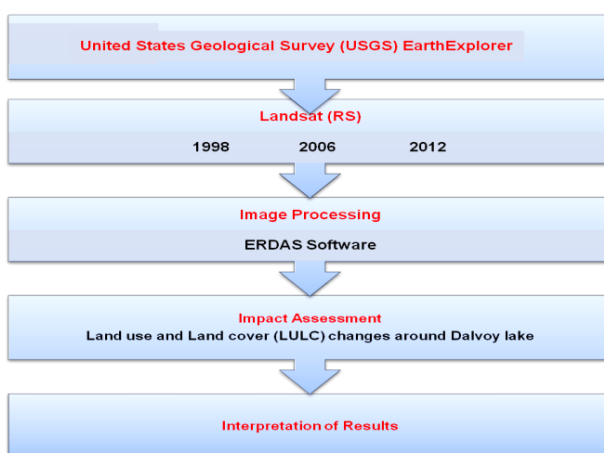 United States Geological Survey (USGS) EarthExplorer
Landsat (RS)
1998 2006 2012
Image Processing
ERDAS Software
Impact Assessment
Land use and Land cover (LULC) changes around Dalvoy lake
Interpretation of Results